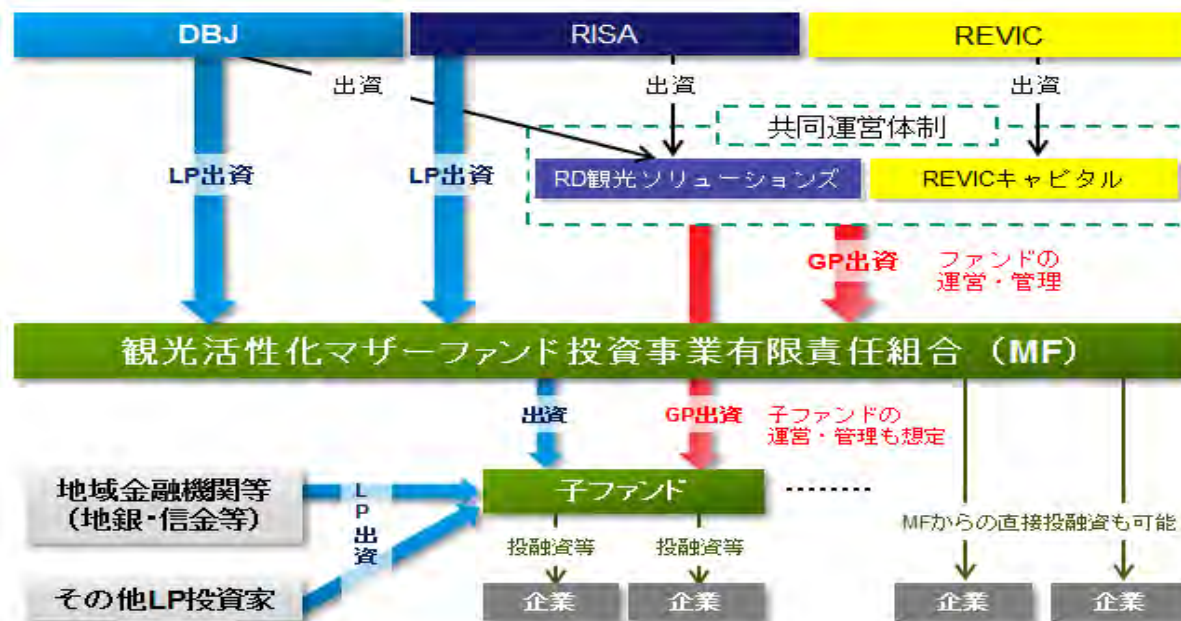 DBJ
RISA
REVIC
出資
出資
出資
共同運営体制
LP出資
LP出資
RD観光ソリューションズ
REVICキャピタル
GP出資
ファンドの
運営・管理
観光活性化マザーファンド投資事業有限責任組合（MF）
出資
GP出資
子ファンドの
運営・管理も想定
地域金融機関等
（地銀・信金等）
LP出資
子ファンド
‥‥‥‥
MFからの直接投融資も可能
投融資等
投融資等
その他LP投資家
企業
企業
企業
企業